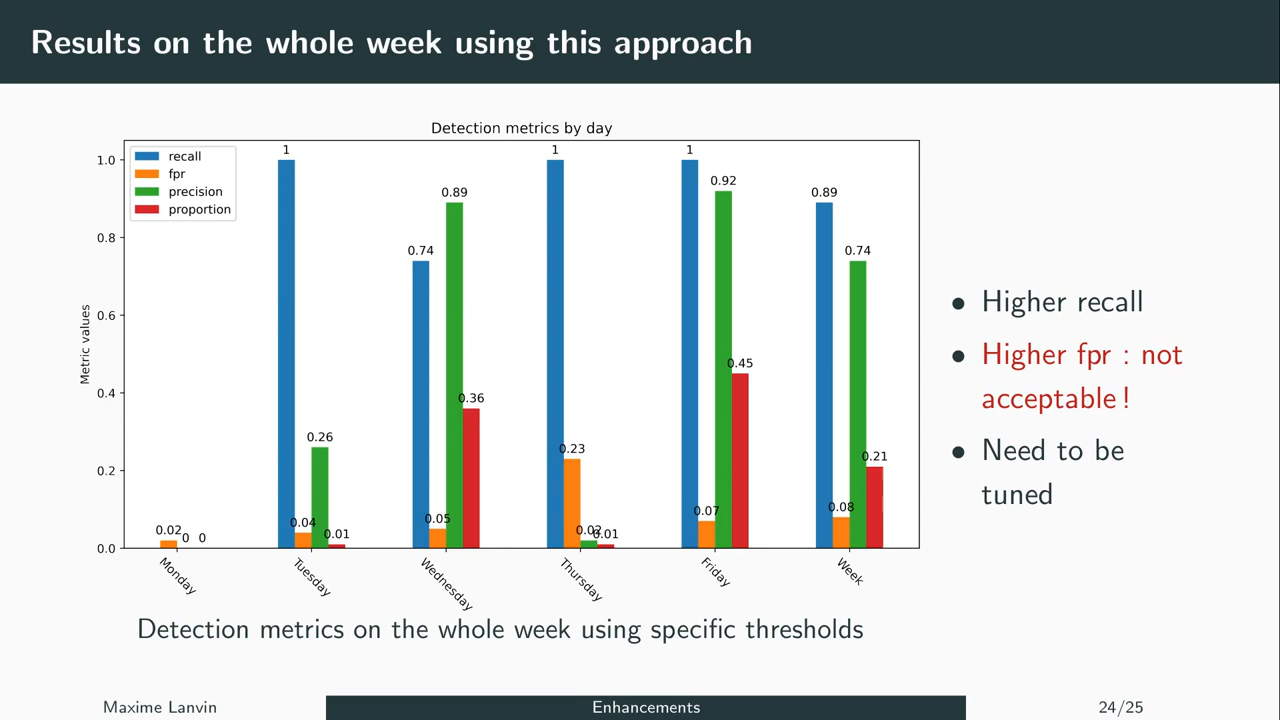 Results on the whole week using this approach
Detection metrics by day
recall
fpr
precision
proportion
Metric values
1.0
0.8
0.6
0.4
0.2
0.0
0.02
0
0
1
0.04
0.26
0.01
0.74
0.05
0.89
0.36
1
0.23
0.02
0.01
1
0.07
0.92
0.45
0.89
0.08
0.74
0.21
Monday
Tuesday
Wednesday
Thursday
Friday
Week
Detection metrics on the whole week using specific thresholds
• Higher recall
• Higher fpr : not
acceptable !
• Need to be
tuned
Maxime Lanvin
Enhancements
24/25